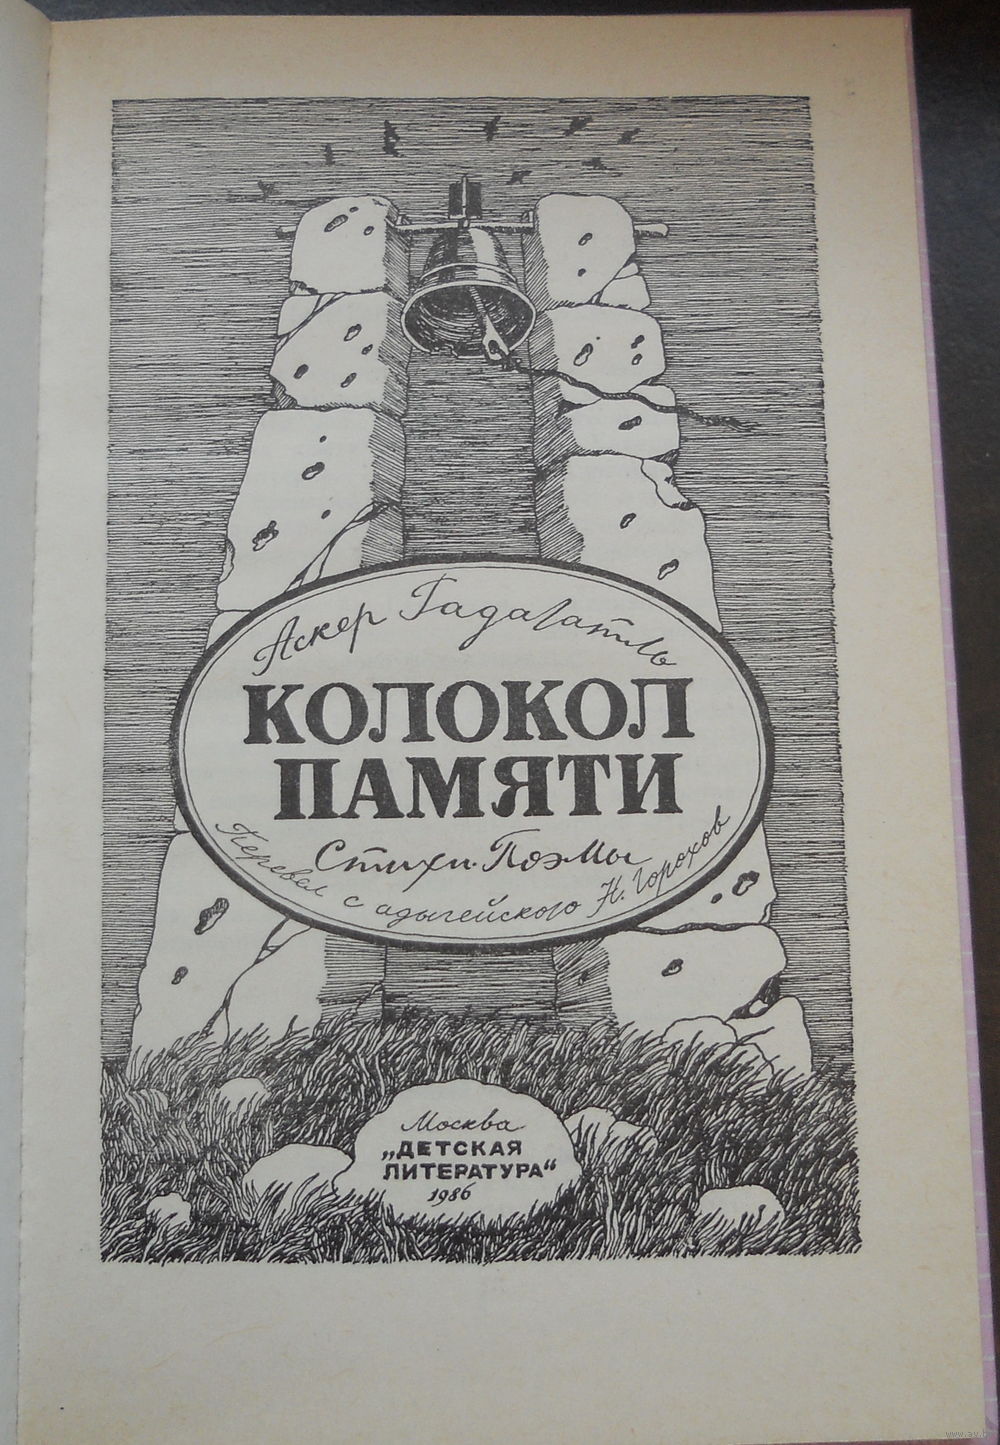 Аскер Гадагатль
КОЛОКОЛ
ПАМЯТИ
Стихи. Поэмы
Перевел с адыгейского Н. Горохов
Москва
„ДЕТСКАЯ
ЛИТЕРАТУРА“
1986